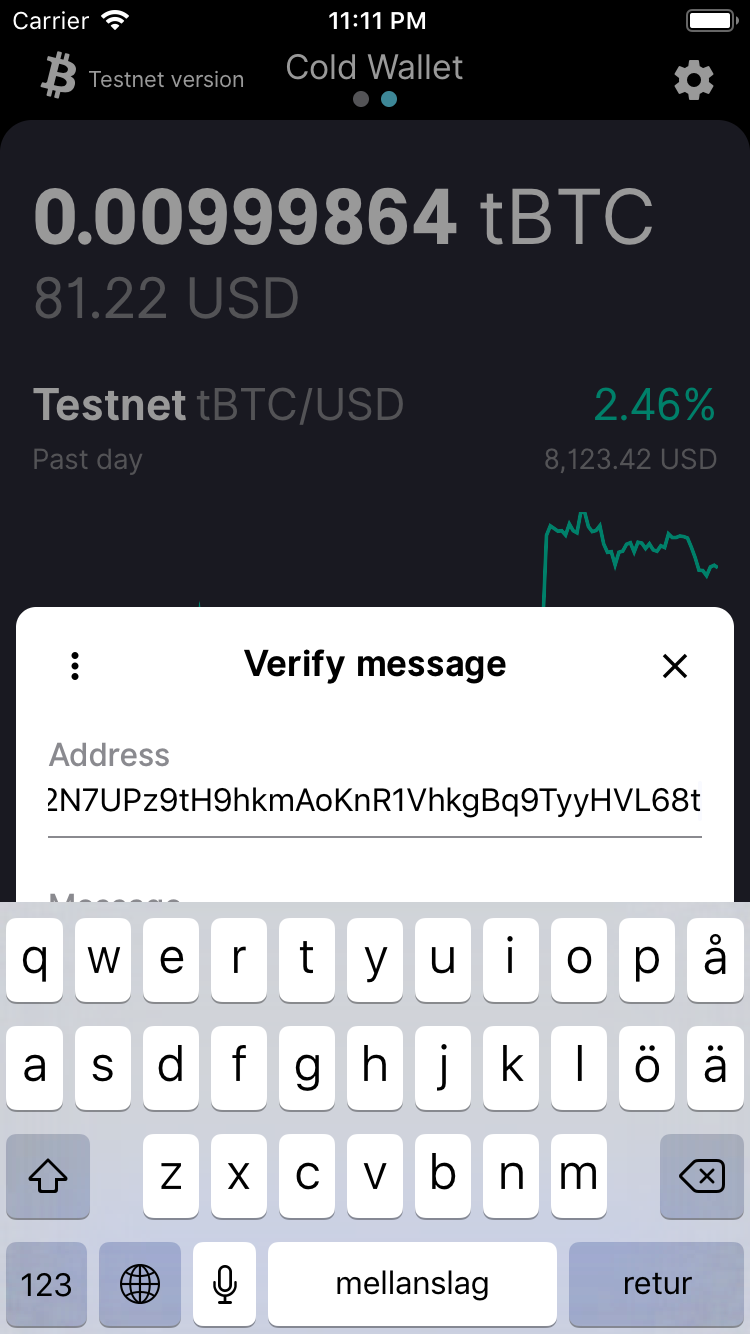 Carrier 11:11 PM
Testnet version Cold Wallet
0.00999864 tBTC
81.22 USD
Testnet tBTC/USD 2.46%
Past day 8,123.42 USD
Verify message
Address
2N7UPz9tH9hkmAoKnR1VhkgBq9TyyHVL68t
Message
q w e r t y u i o p å
a s d f g h j k l ö ä
z x c v b n m
123 mellanslag retur